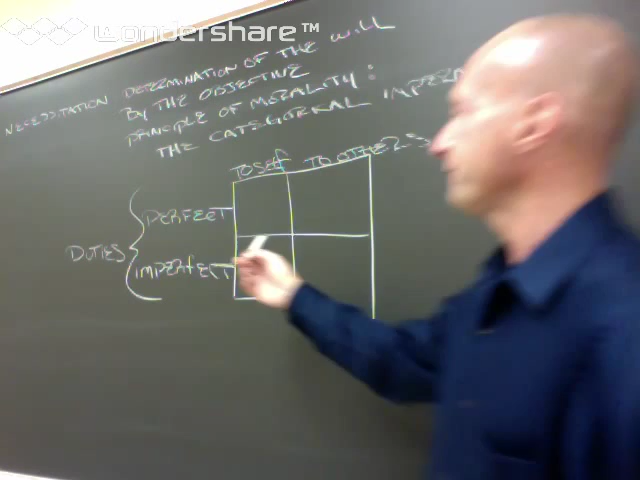 wondershare™
NECESSITATION DETERMINATION OF THE WILL
BY THE OBJECTIVE
PRINCIPLE OF MORALITY:
THE CATEGORICAL IMPERA
TO SELF TO OTHERS
PERFECT
DUTIES
IMPERFECT